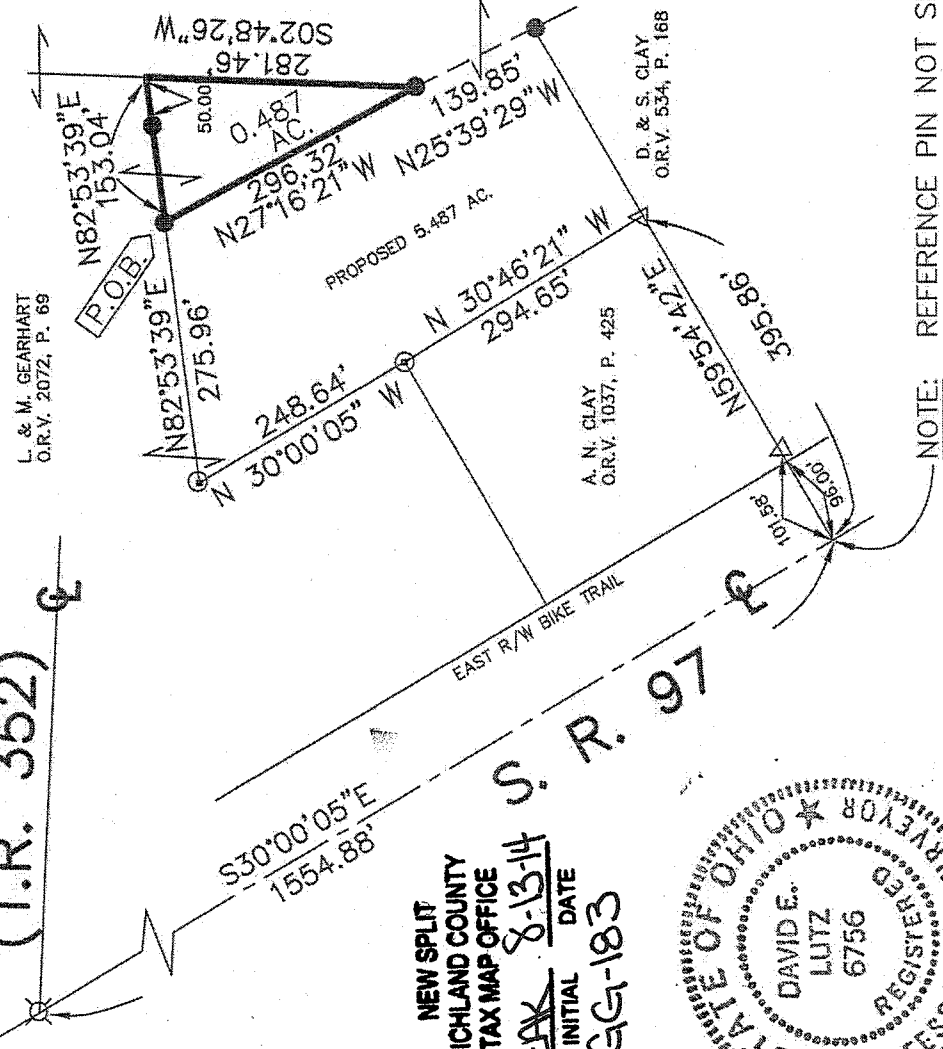 (T.R. 352)
L. & M. GEARHART
O.R.V. 2072, P. 69
P.O.B.
N82°53'39"E
153.04'
50.00'
S02°48'26"W
281.46'
0.487
AC.
296.32'
N27°16'21"W
139.85'
N25°39'29"W
N82°53'39"E
275.96'
PROPOSED 5.487 AC.
248.64'
N 30°00'05" W
N 30°46'21" W
294.65'
D. & S. CLAY
O.R.V. 534, P. 168
A. N. CLAY
O.R.V. 1037, P. 425
N59°54'42"E
395.86'
101.58'
96.00'
EAST R/W BIKE TRAIL
S. R. 97
S30°00'05"E
1554.88'
NOTE: REFERENCE PIN NOT S
NEW SPLIT
ICHLAND COUNTY
TAX MAP OFFICE
8-13-14
INITIAL DATE
GG-183
STATE OF OHIO
DAVID E.
LUTZ
6756
REGISTERED
SURVEYOR